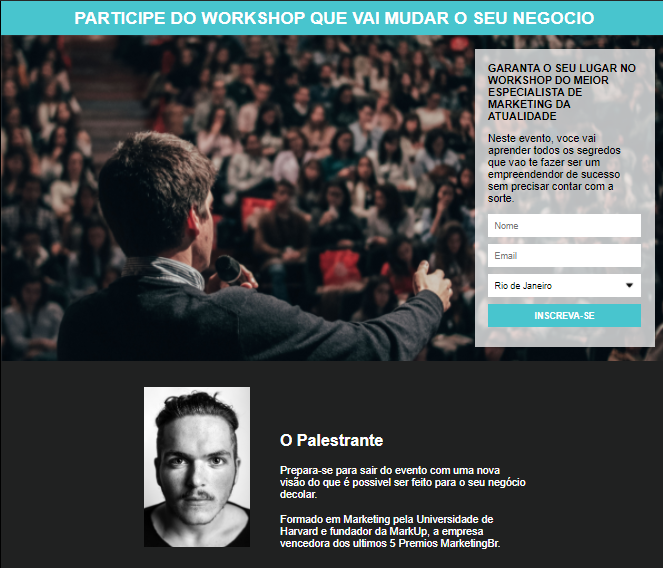 PARTICIPE DO WORKSHOP QUE VAI MUDAR O SEU NEGOCIO
GARANTA O SEU LUGAR NO
WORKSHOP DO MEIOR
ESPECIALISTA DE
MARKETING DA
ATUALIDADE
Neste evento, voce vai
aprender todos os segredos
que vao te fazer ser um
empreendendor de sucesso
sem precisar contar com a
sorte.
Nome
Email
Rio de Janeiro
INSCREVA-SE
O Palestrante
Prepara-se para sair do evento com uma nova
visão do que é possivel ser feito para o seu negócio
decolar.
Formado em Marketing pela Universidade de
Harvard e fundador da MarkUp, a empresa
vencedora dos ultimos 5 Premios MarketingBr.